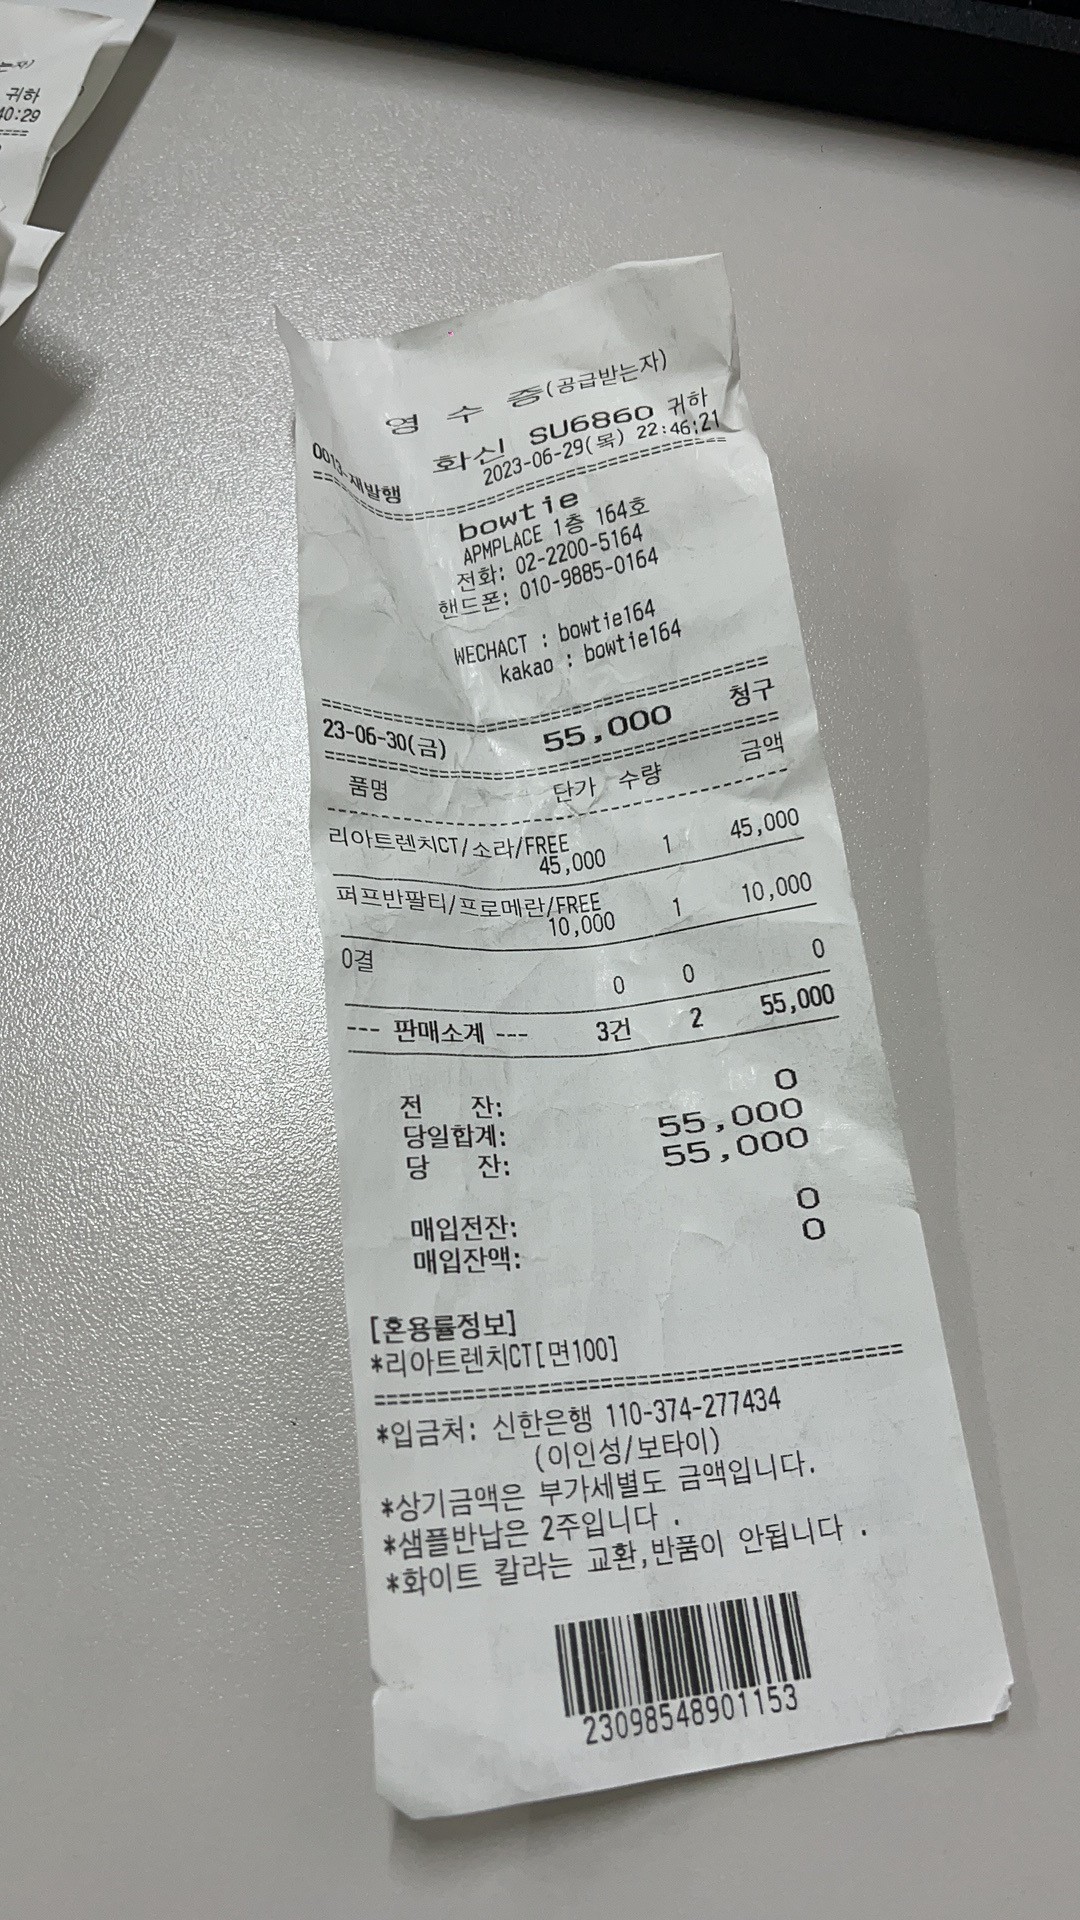 귀하
40:29
영 수 증(공급받는자)
화신 SU6860 귀하
0013-재발행 2023-06-29(목) 22:46:21
bowtie
APMPLACE 1층 164호
전화: 02-2200-5164
핸드폰: 010-9885-0164
WECHACT : bowtie164
kakao : bowtie164
23-06-30(금) 55,000 청구
품명 단가 수량 금액
리아트렌치CT/소라/FREE
45,000 1 45,000
펴프반팔티/프로메란/FREE
10,000 1 10,000
0결
0 0 0
--- 판매소계 --- 3건 2 55,000
전 잔: 0
당일합계: 55,000
당 잔: 55,000
매입전잔: 0
매입잔액: 0
[혼용률정보]
*리아트렌치CT[면100]
*입금처: 신한은행 110-374-277434
(이인성/보타이)
*상기금액은 부가세별도 금액입니다.
*샘플반납은 2주입니다 .
*화이트 칼라는 교환,반품이 안됩니다 .
23098548901153